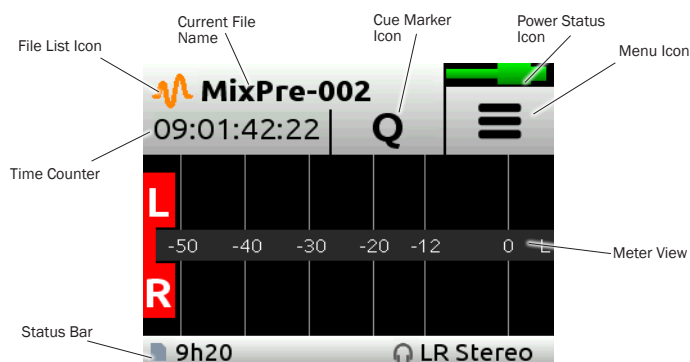 Cue Marker
Icon
Power Status
Icon
Current File
Name
File List Icon
Menu Icon
MixPre-002
09:01:42:22
Q
Time Counter
L
-50 -40 -30 -20 -12 0 L
Meter View
R
Status Bar
9h20
LR Stereo